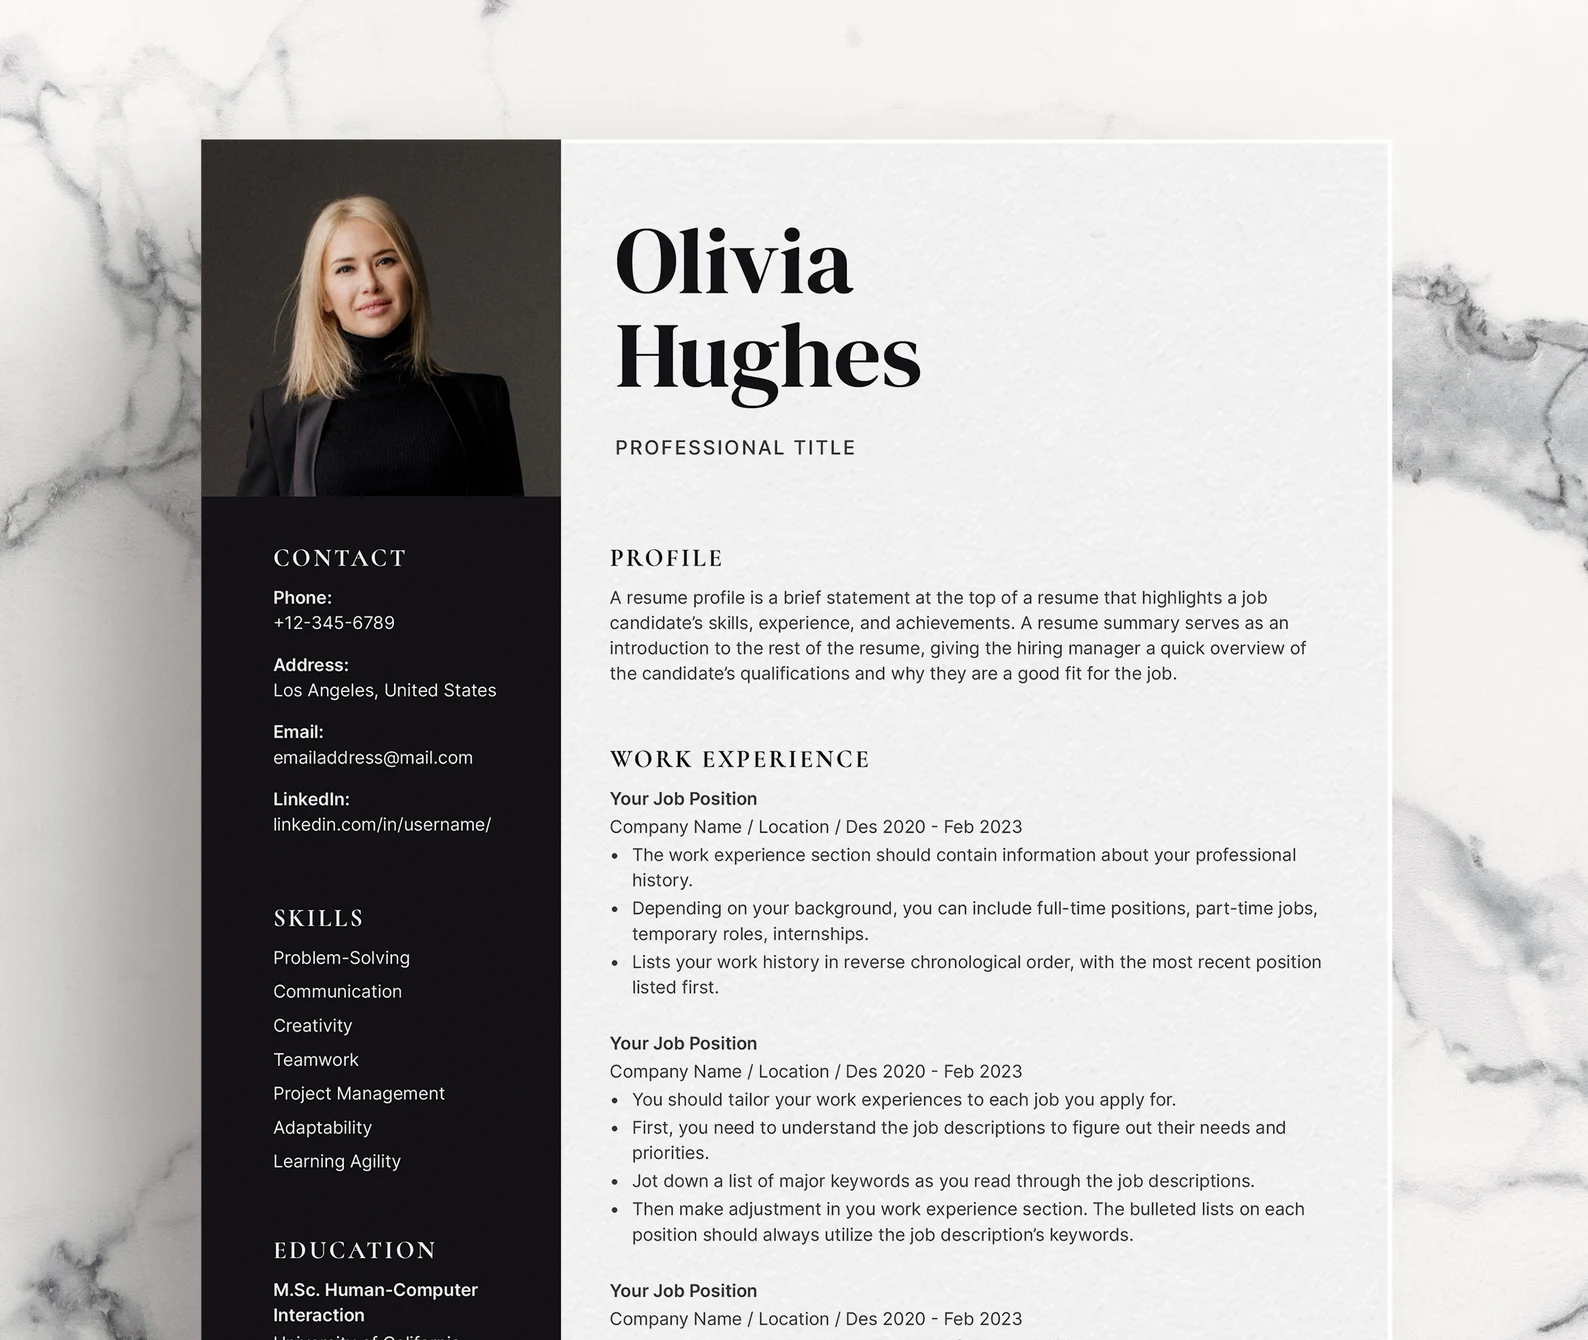 Olivia
Hughes
PROFESSIONAL TITLE
CONTACT
Phone:
+12-345-6789
Address:
Los Angeles, United States
Email:
emailaddress@mail.com
LinkedIn:
linkedin.com/in/username/
SKILLS
Problem-Solving
Communication
Creativity
Teamwork
Project Management
Adaptability
Learning Agility
EDUCATION
M.Sc. Human-Computer
Interaction
University of California
PROFILE
A resume profile is a brief statement at the top of a resume that highlights a job
candidate’s skills, experience, and achievements. A resume summary serves as an
introduction to the rest of the resume, giving the hiring manager a quick overview of
the candidate’s qualifications and why they are a good fit for the job.
WORK EXPERIENCE
Your Job Position
Company Name / Location / Des 2020 - Feb 2023
• The work experience section should contain information about your professional
history.
• Depending on your background, you can include full-time positions, part-time jobs,
temporary roles, internships.
• Lists your work history in reverse chronological order, with the most recent position
listed first.
Your Job Position
Company Name / Location / Des 2020 - Feb 2023
• You should tailor your work experiences to each job you apply for.
• First, you need to understand the job descriptions to figure out their needs and
priorities.
• Jot down a list of major keywords as you read through the job descriptions.
• Then make adjustment in you work experience section. The bulleted lists on each
position should always utilize the job description’s keywords.
Your Job Position
Company Name / Location / Des 2020 - Feb 2023